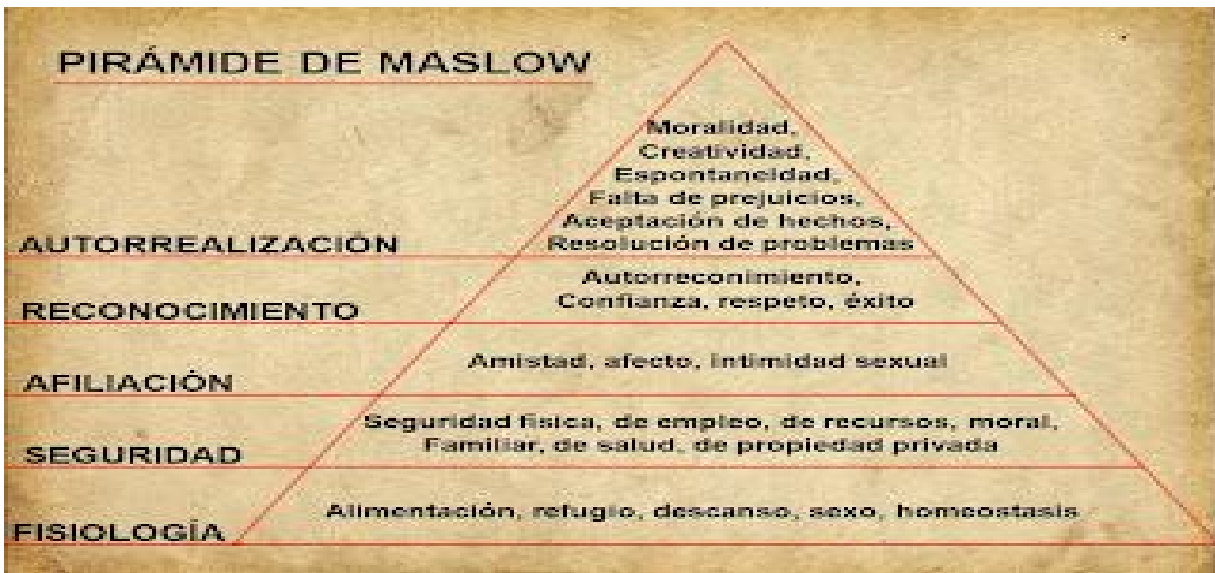 PIRÁMIDE DE MASLOW
Moralidad,
Creatividad,
Espontaneidad,
Falta de prejuicios,
Aceptación de hechos,
AUTORREALIZACIÓN
Resolución de problemas
Autorreconimiento,
RECONOCIMIENTO
Confianza, respeto, éxito
AFILIACIÓN
Amistad, afecto, intimidad sexual
SEGURIDAD
Seguridad física, de empleo, de recursos, moral,
Familiar, de salud, de propiedad privada
FISIOLOGÍA
Alimentación, refugio, descanso, sexo, homeostasis